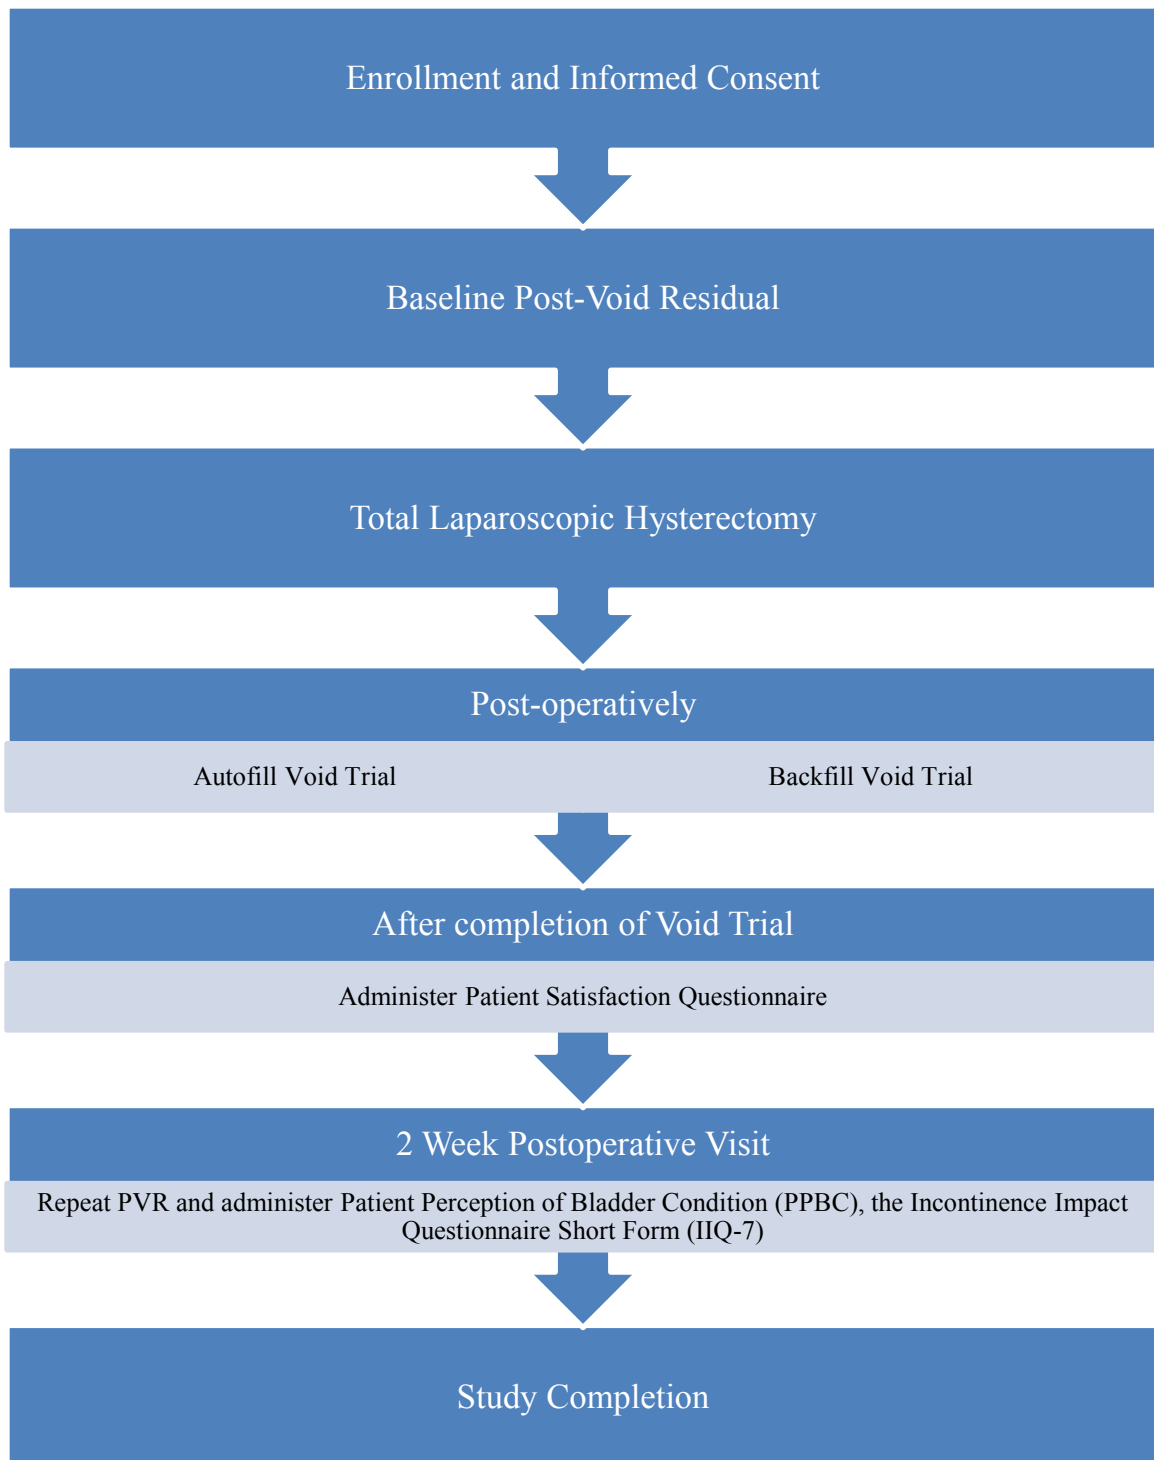 Enrollment and Informed Consent
Baseline Post-Void Residual
Total Laparoscopic Hysterectomy
Post-operatively
Autofill Void Trial
Backfill Void Trial
After completion of Void Trial
Administer Patient Satisfaction Questionnaire
2 Week Postoperative Visit
Repeat PVR and administer Patient Perception of Bladder Condition (PPBC), the Incontinence Impact
Questionnaire Short Form (IIQ-7)
Study Completion